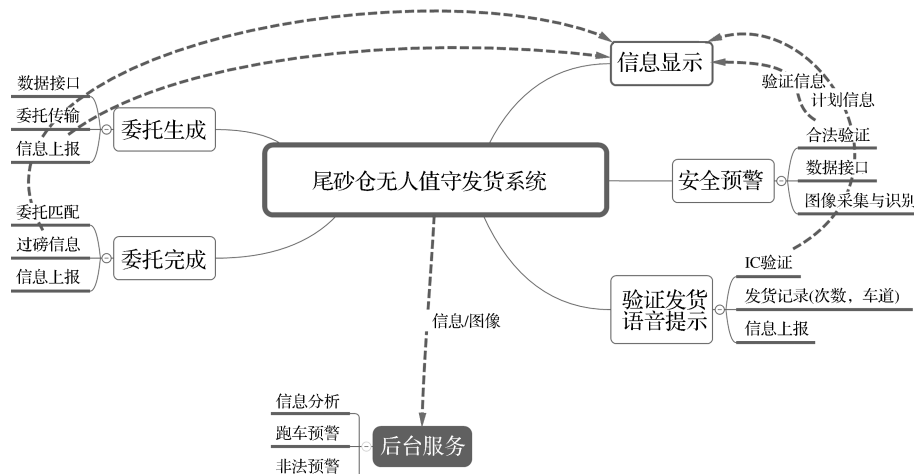 信息显示
验证信息
计划信息
数据接口
委托传输
信息上报
委托生成
尾砂仓无人值守发货系统
安全预警
合法验证
数据接口
图像采集与识别
委托匹配
过磅信息
信息上报
委托完成
验证发货
语音提示
IC验证
发货记录(次数，车道)
信息上报
信息/图像
后台服务
信息分析
跑车预警
非法预警